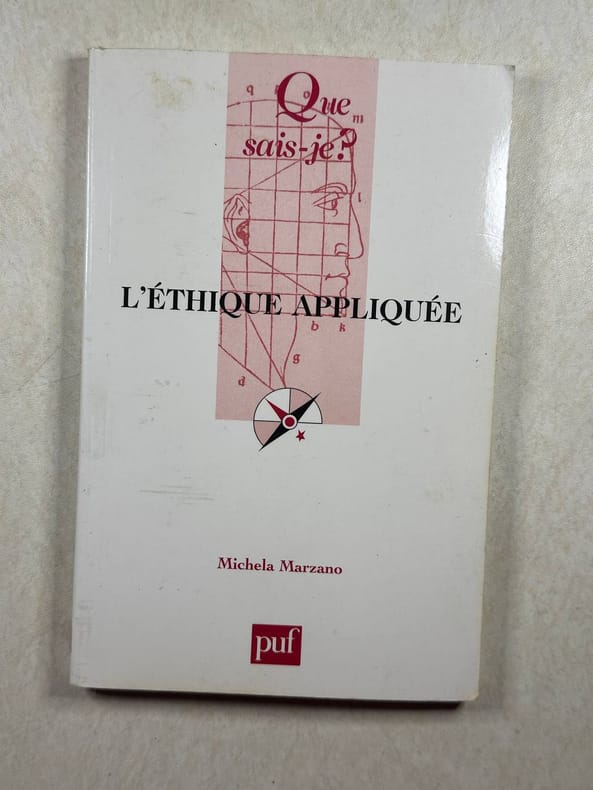 Que
sais-je?
q r o
m
l
L'ÉTHIQUE APPLIQUÉE
b k
g
d
Michela Marzano
puf